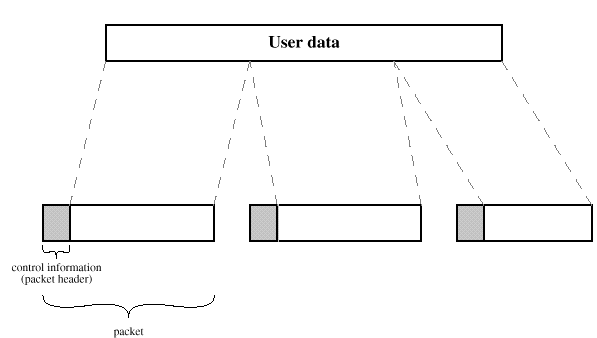 User data
control information
(packet header)
packet